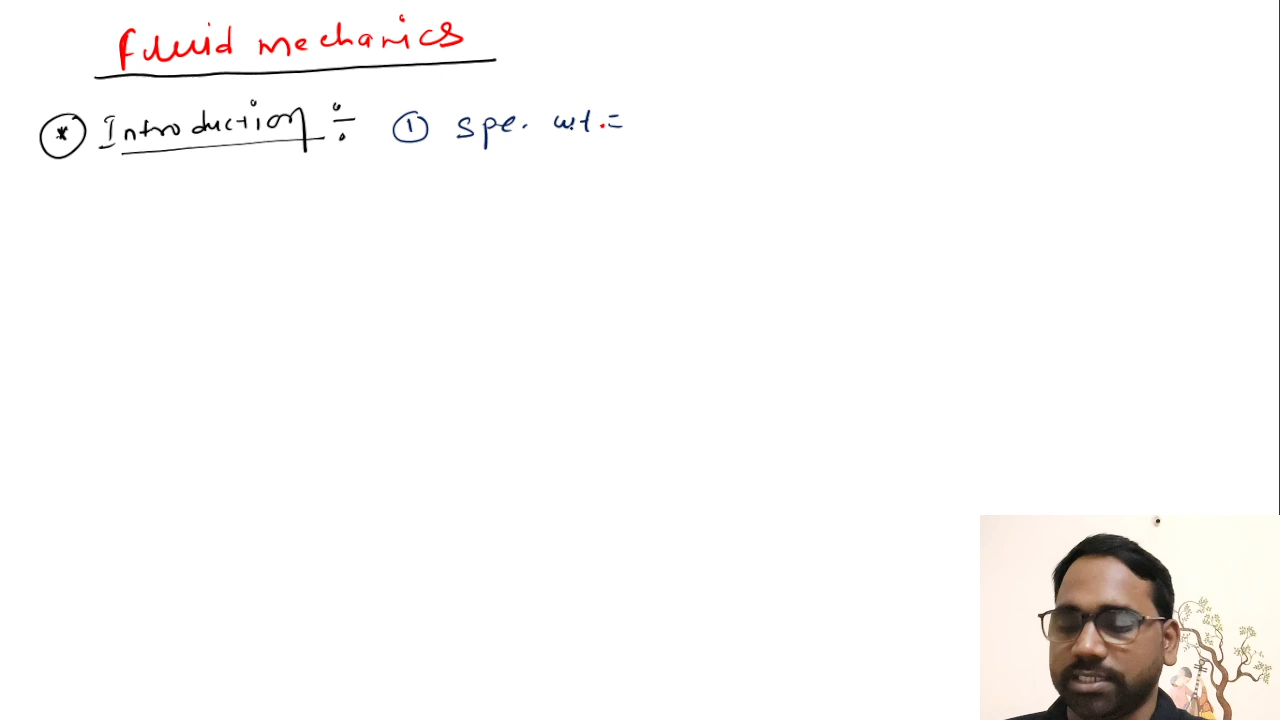 Fluid mechanics
* Introduction ÷ ① spe. wt. =